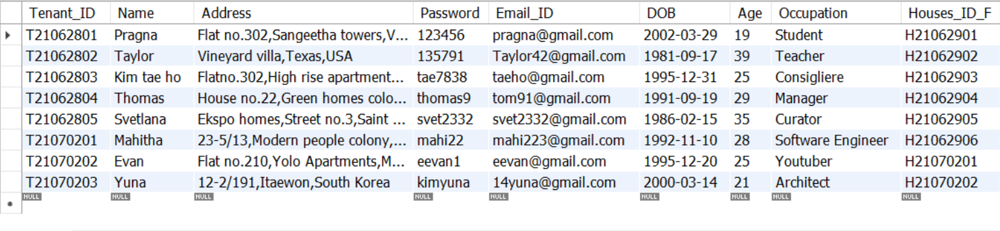 Tenant_ID Name Address Password Email_ID DOB Age Occupation Houses_ID_F
T21062801 Pragna Flat no.302,Sangeetha towers,V... 123456 pragna@gmail.com 2002-03-29 19 Student H21062901
T21062802 Taylor Vineyard villa,Texas,USA 135791 Taylor42@gmail.com 1981-09-17 39 Teacher H21062902
T21062803 Kim tae ho Flatno.302,High rise apartment... tae7838 taeho@gmail.com 1995-12-31 25 Consigliere H21062903
T21062804 Thomas House no.22,Green homes colo... thomas9 tom91@gmail.com 1991-09-19 29 Manager H21062904
T21062805 Svetlana Ekspo homes,Street no.3,Saint ... svet2332 svet2332@gmail.com 1986-02-15 35 Curator H21062905
T21070201 Mahitha 23-5/13,Modern people colony,... mahi22 mahi223@gmail.com 1992-11-10 28 Software Engineer H21062906
T21070202 Evan Flat no.210,Yolo Apartments,M... eevan1 eevan@gmail.com 1995-12-20 25 Youtuber H21070201
T21070203 Yuna 12-2/191,Itaewon,South Korea kimyuna 14yuna@gmail.com 2000-03-14 21 Architect H21070202
NULL NULL NULL NULL NULL NULL NULL NULL NULL